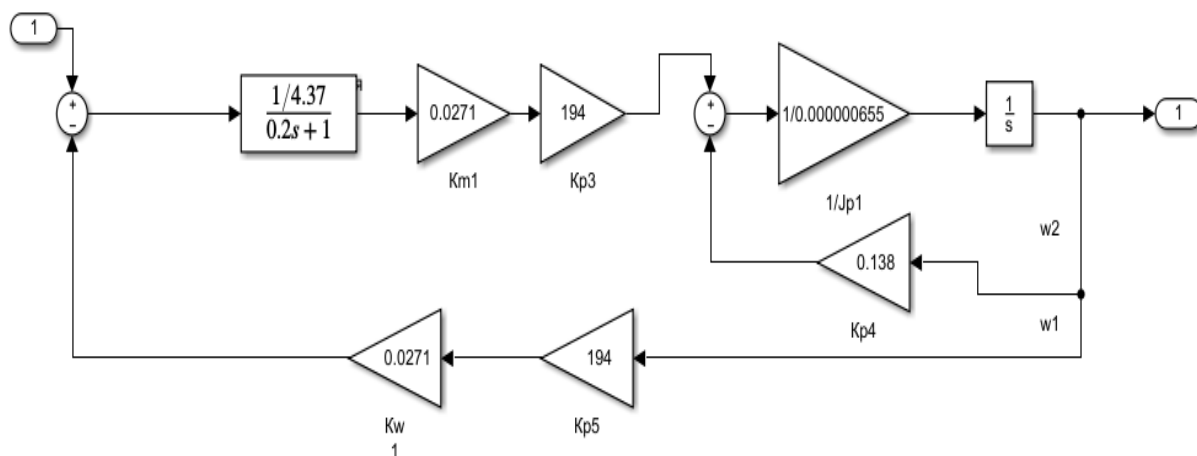 1
+
−
1/4.37
0.2s + 1
0.0271
Km1
194
Kp3
+
−
1/0.000000655
1/Jp1
1
s
1
w2
0.138
Kp4
w1
0.0271
Kw
1
194
Kp5